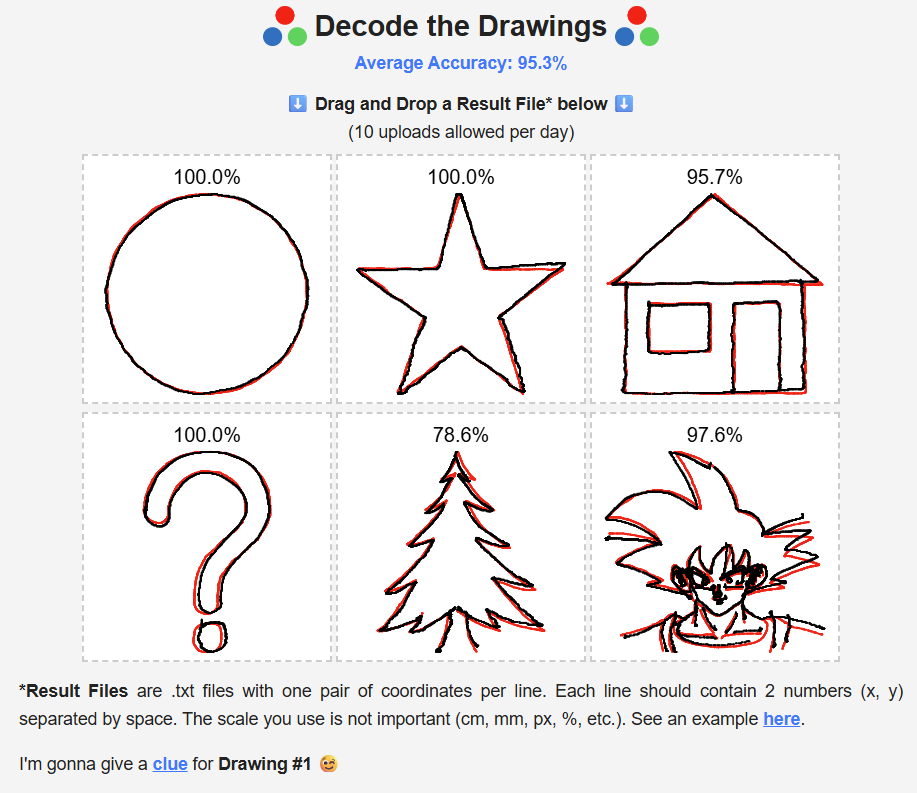 Decode the Drawings
Average Accuracy: 95.3%
⬇ Drag and Drop a Result File* below ⬇
(10 uploads allowed per day)
100.0%
100.0%
95.7%
100.0%
78.6%
97.6%
*Result Files are .txt files with one pair of coordinates per line. Each line should contain 2 numbers (x, y)
separated by space. The scale you use is not important (cm, mm, px, %, etc.). See an example here.
I'm gonna give a clue for Drawing #1 😉